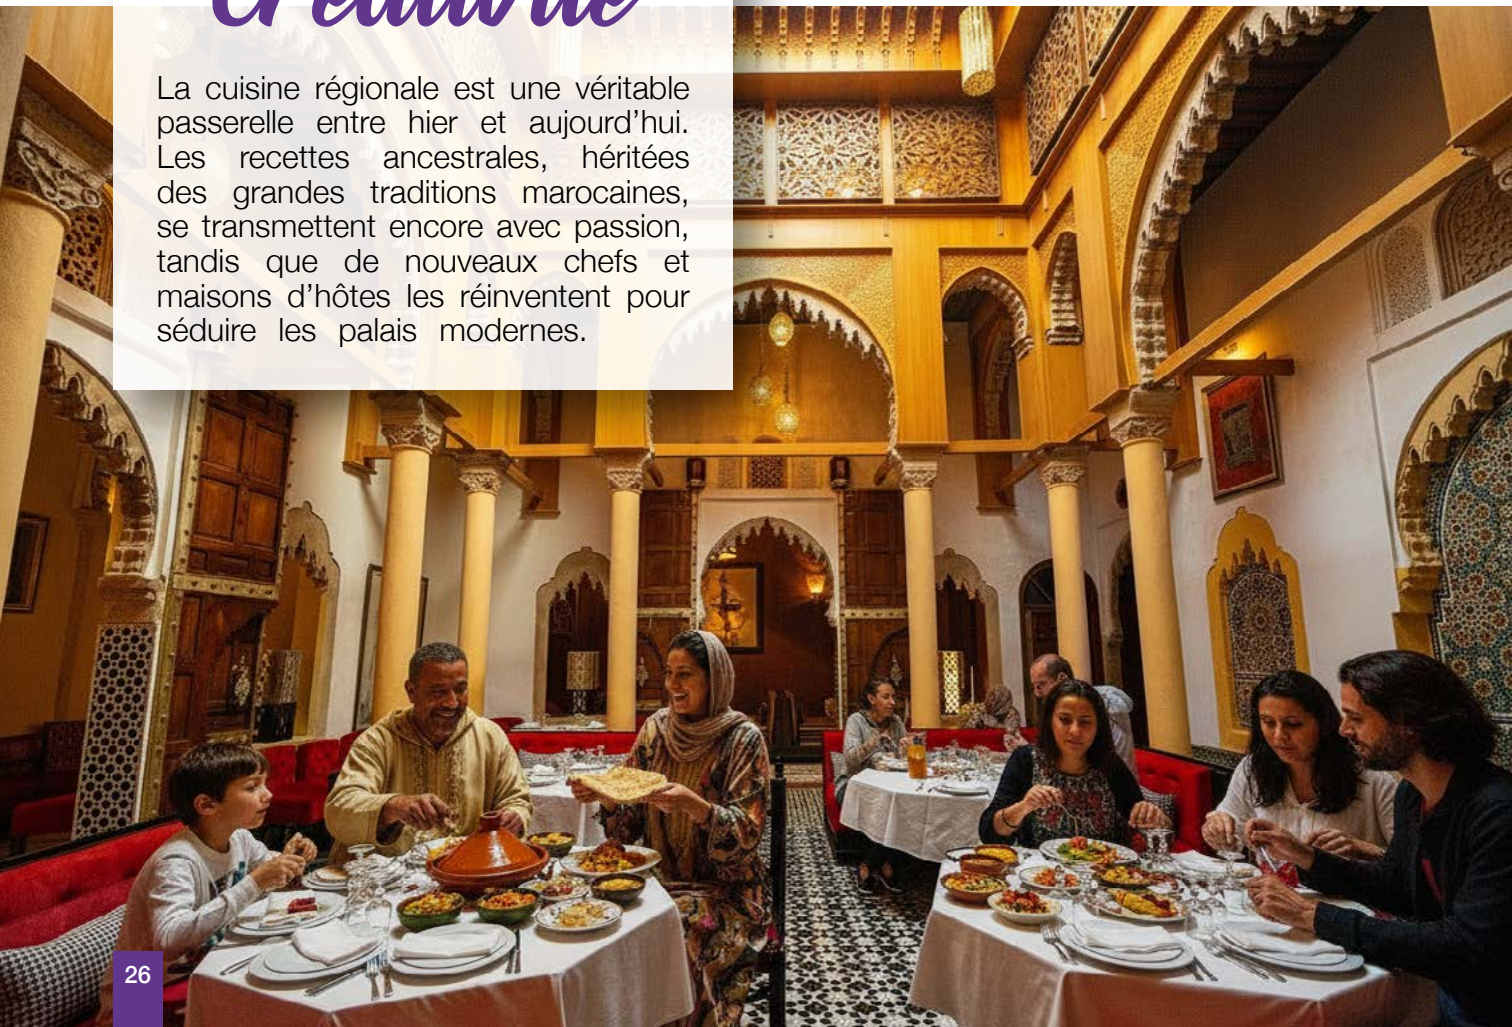 La cuisine régionale est une véritable
passerelle entre hier et aujourd’hui.
Les recettes ancestrales, héritées
des grandes traditions marocaines,
se transmettent encore avec passion,
tandis que de nouveaux chefs et
maisons d’hôtes les réinventent pour
séduire les palais modernes.
26